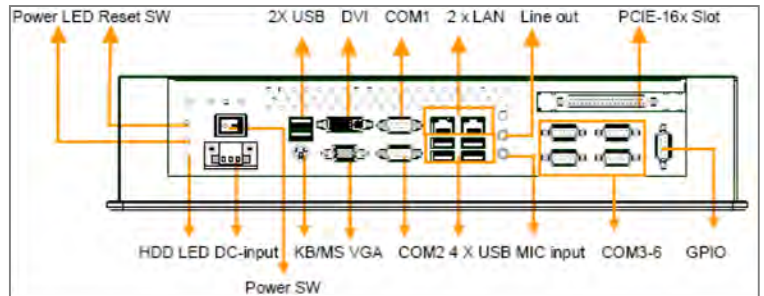 Power LED Reset SW 2X USB DVI COM1 2 x LAN Line out PCIE-16x Slot
HDD LED DC-input KB/MS VGA COM2 4 X USB MIC input COM3-6 GPIO
Power SW